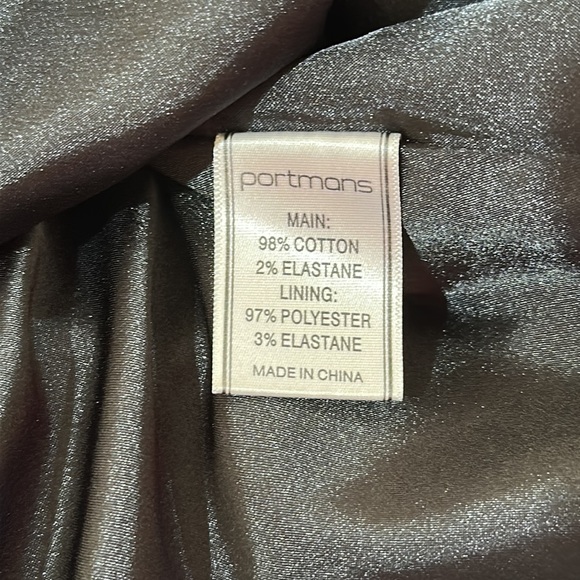 portmans
MAIN:
98% COTTON
2% ELASTANE
LINING:
97% POLYESTER
3% ELASTANE
MADE IN CHINA